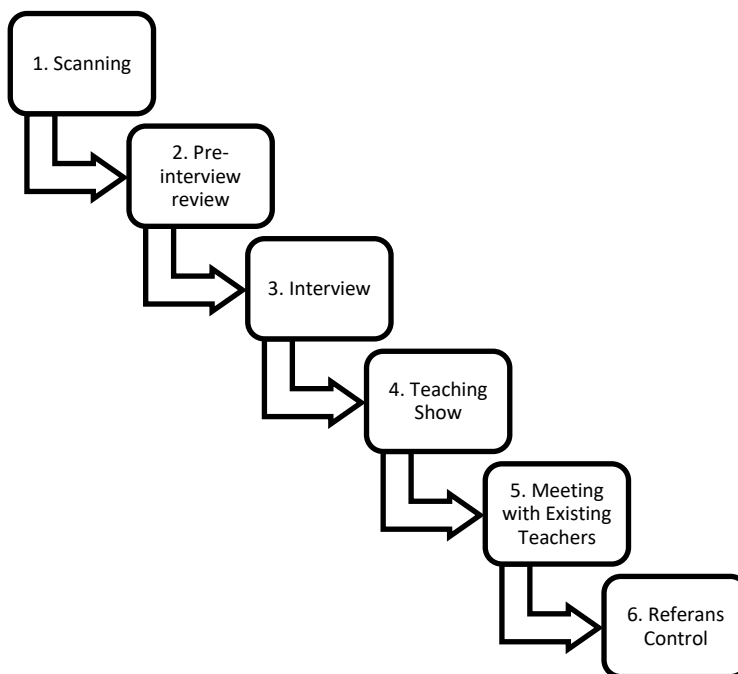 1. Scanning
2. Pre-
interview
review
3. Interview
4. Teaching
Show
5. Meeting
with Existing
Teachers
6. Referans
Control